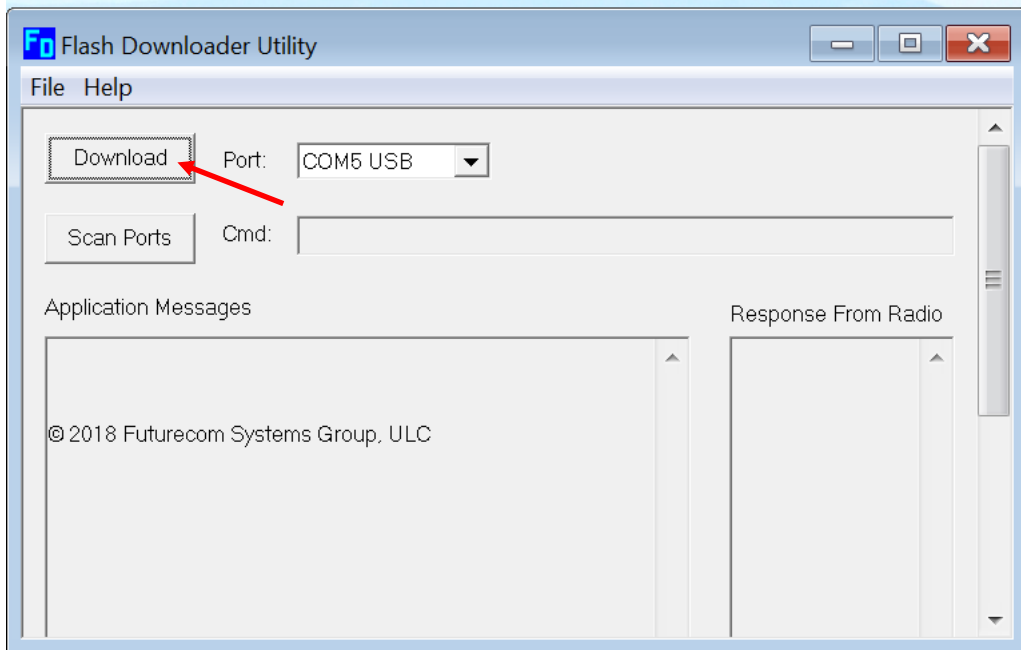 FD Flash Downloader Utility
File Help
Download Port: COM5 USB
Scan Ports Cmd:
Application Messages
Response From Radio
© 2018 Futurecom Systems Group, ULC